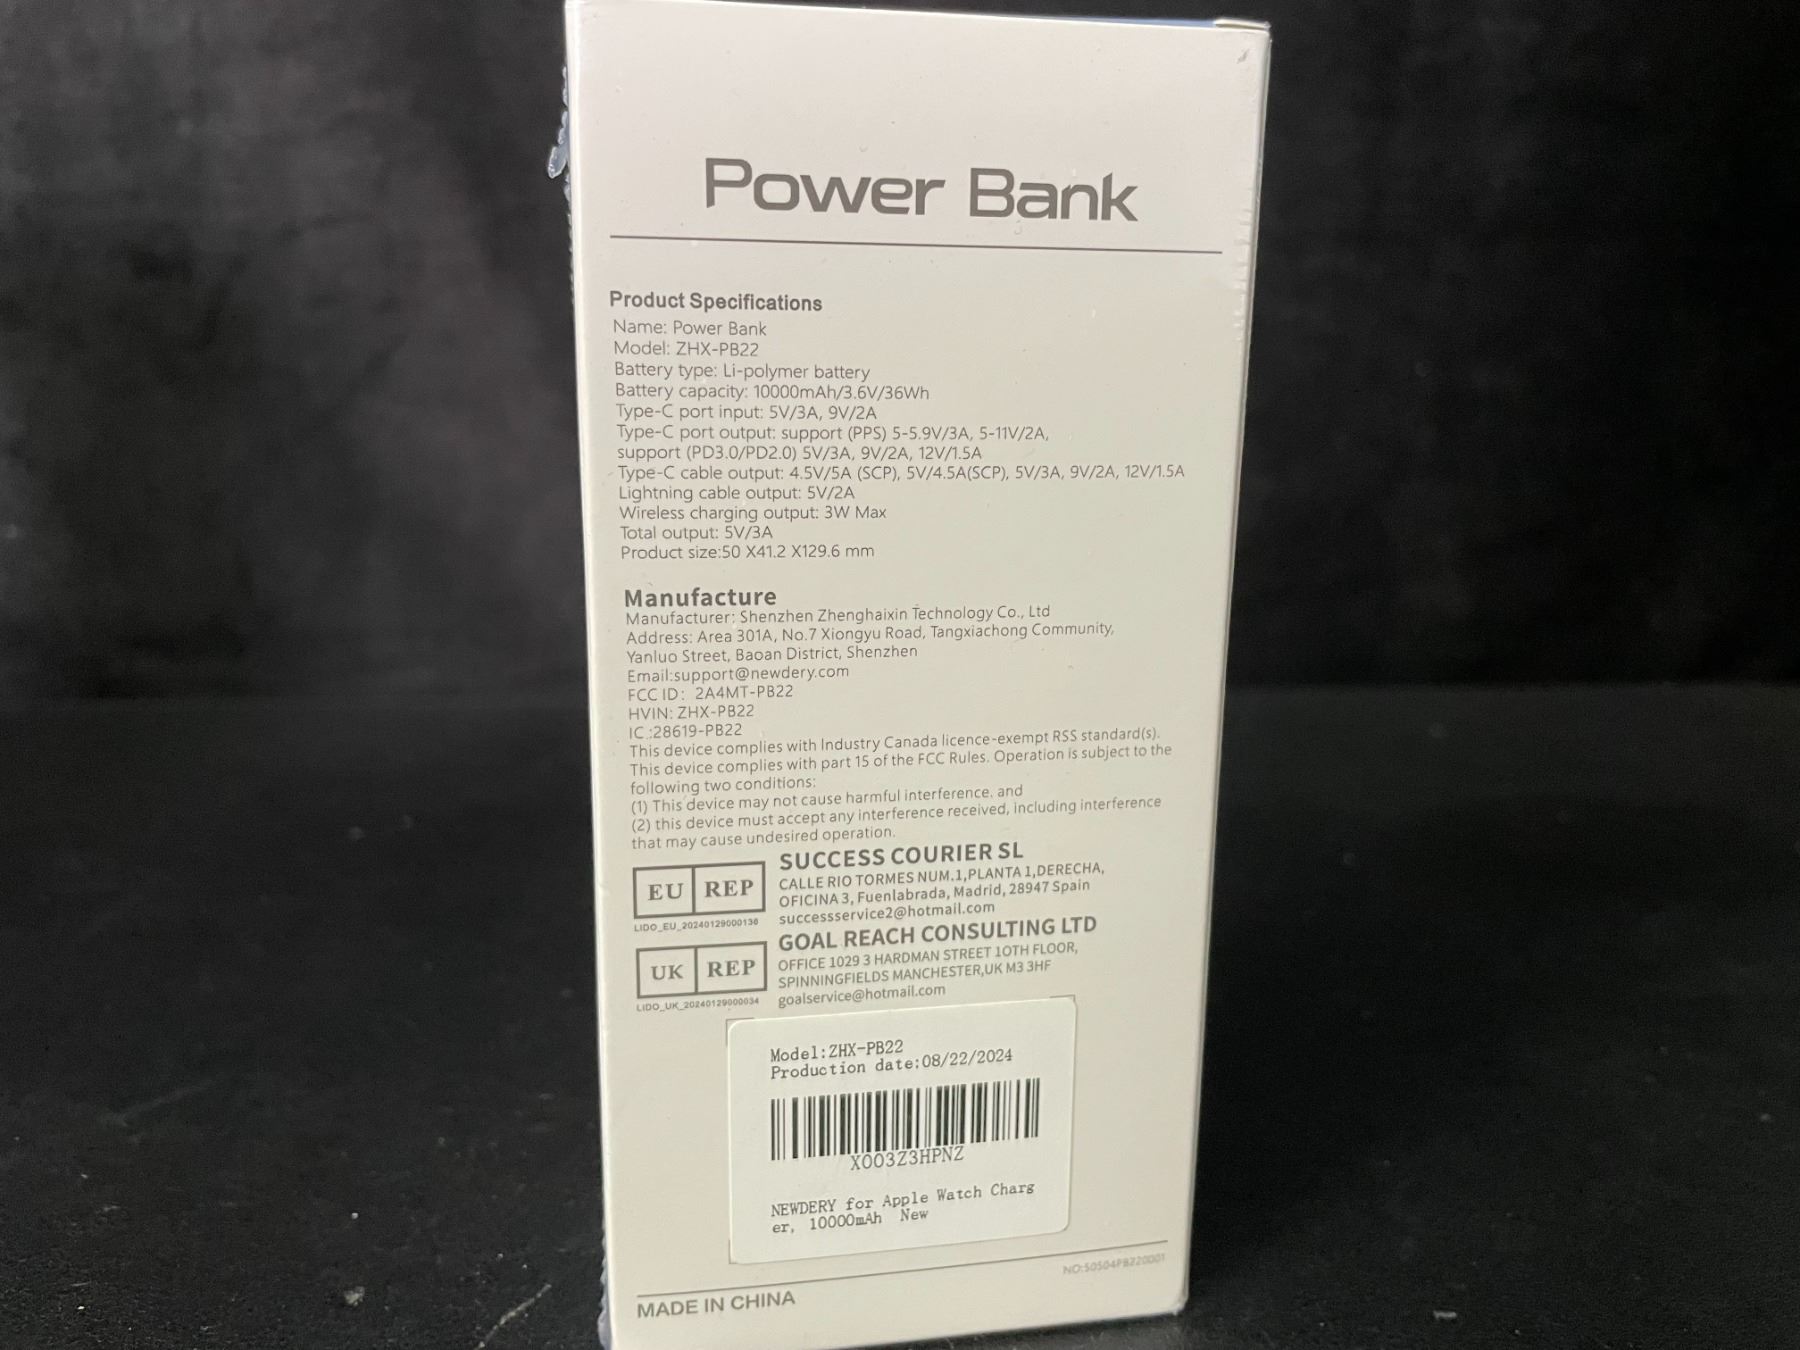 Power Bank
Product Specifications
Name: Power Bank
Model: ZHX-PB22
Battery type: Li-polymer battery
Battery capacity: 10000mAh/3.6V/36Wh
Type-C port input: 5V/3A, 9V/2A
Type-C port output: support (PPS) 5-5.9V/3A, 5-11V/2A,
support (PD3.0/PD2.0) 5V/3A, 9V/2A, 12V/1.5A
Type-C cable output: 4.5V/5A (SCP), 5V/4.5A(SCP), 5V/3A, 9V/2A, 12V/1.5A
Lightning cable output: 5V/2A
Wireless charging output: 3W Max
Total output: 5V/3A
Product size:50 X41.2 X129.6 mm
Manufacture
Manufacturer: Shenzhen Zhenghaixin Technology Co., Ltd
Address: Area 301A, No.7 Xiongyu Road, Tangxiachong Community,
Yanluo Street, Baoan District, Shenzhen
Email:support@newdery.com
FCC ID: 2A4MT-PB22
HVIN: ZHX-PB22
IC.:28619-PB22
This device complies with Industry Canada licence-exempt RSS standard(s).
This device complies with part 15 of the FCC Rules. Operation is subject to the
following two conditions:
(1) This device may not cause harmful interference. and
(2) this device must accept any interference received, including interference
that may cause undesired operation.
EU REP
LIDO_EU_20240129000136
SUCCESS COURIER SL
CALLE RIO TORMES NUM.1,PLANTA 1,DERECHA,
OFICINA 3, Fuenlabrada, Madrid, 28947 Spain
successservice2@hotmail.com
UK REP
LIDO_UK_20240129000034
GOAL REACH CONSULTING LTD
OFFICE 1029 3 HARDMAN STREET 10TH FLOOR,
SPINNINGFIELDS MANCHESTER,UK M3 3HF
goalservice@hotmail.com
Model:ZHX-PB22
Production date:08/22/2024
X003Z3HPNZ
NEWDERY for Apple Watch Charg
er, 10000mAh New
NO:50504PB220001
MADE IN CHINA